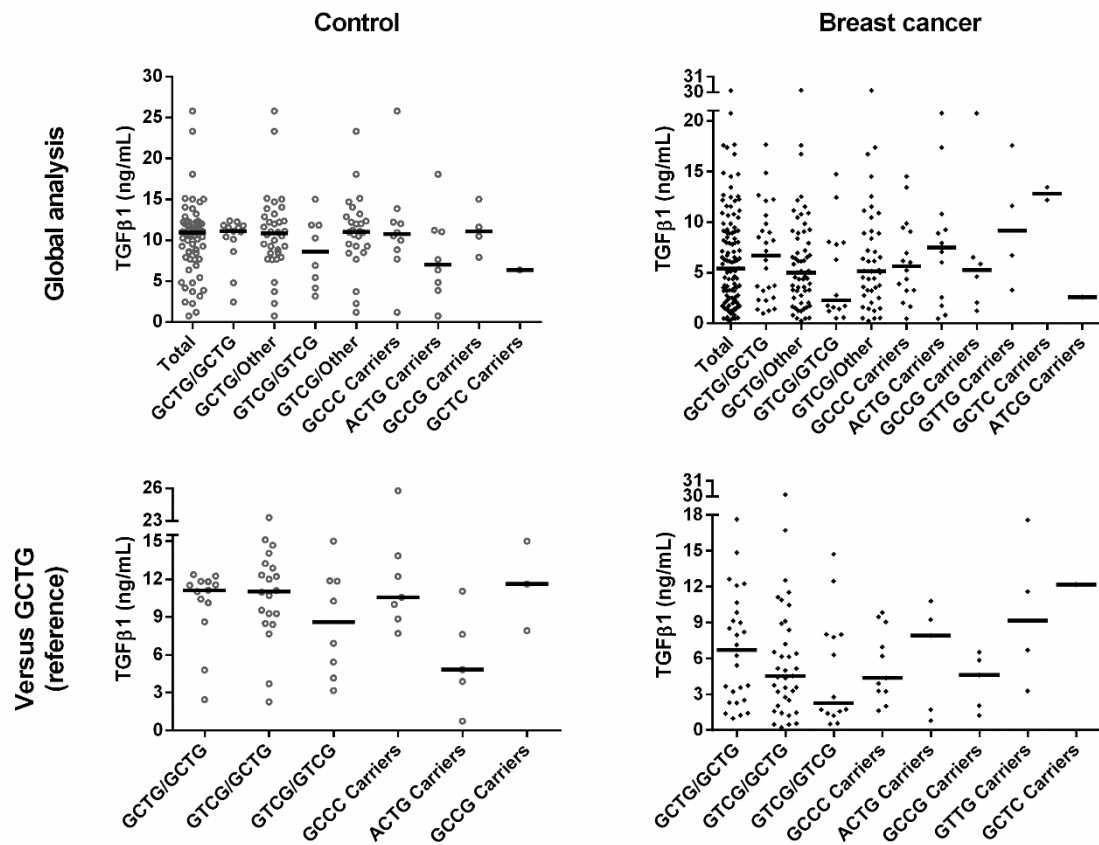 Control
Breast cancer
Global analysis
TGFβ1 (ng/mL)
30
25
20
15
10
5
0
Total
GCTG/GCTG
GCTG/Other
GTCG/GTCG
GTCG/Other
GCCC Carriers
ACTG Carriers
GCCG Carriers
GCTC Carriers
TGFβ1 (ng/mL)
31
30
20
15
10
5
0
Total
GCTG/GCTG
GCTG/Other
GTCG/GTCG
GTCG/Other
GCCC Carriers
ACTG Carriers
GCCG Carriers
GTTG Carriers
GCTC Carriers
ATCG Carriers
Versus GCTG
(reference)
TGFβ1 (ng/mL)
26
23
15
12
9
6
3
0
GCTG/GCTG
GTCG/GCTG
GTCG/GTCG
GCCC Carriers
ACTG Carriers
GCCG Carriers
TGFβ1 (ng/mL)
31
30
18
15
12
9
6
3
0
GCTG/GCTG
GTCG/GCTG
GTCG/GTCG
GCCC Carriers
ACTG Carriers
GCCG Carriers
GTTG Carriers
GCTC Carriers